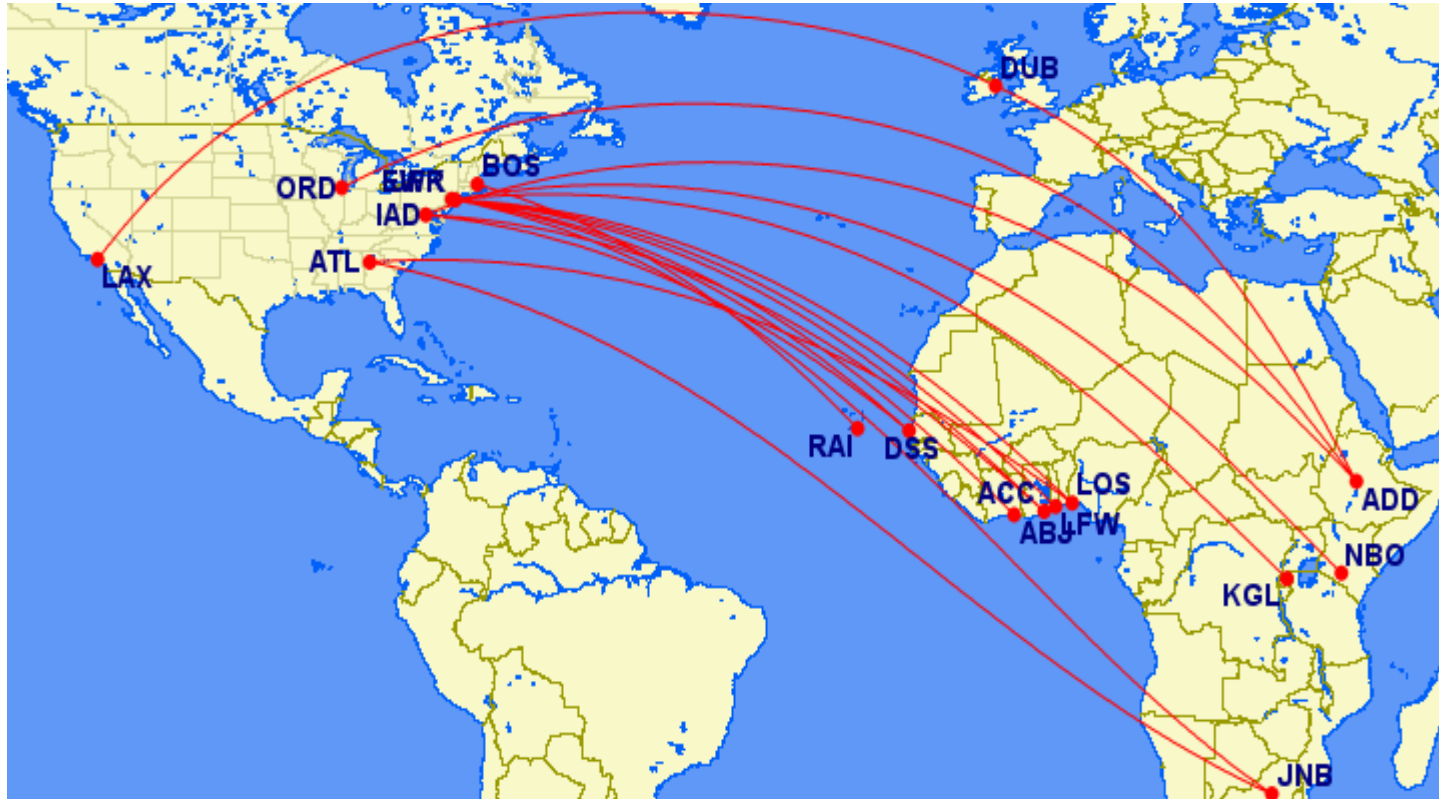 DUB
BOS
EWR
ORD
IAD
ATL
LAX
RAI
DSS
ACC
LOS
ABJ
LFW
ADD
NBO
KGL
JNB